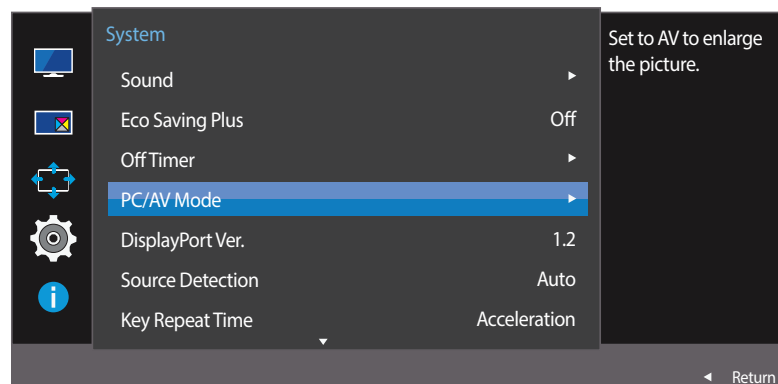 System
Set to AV to enlarge
the picture.
Sound
Eco Saving Plus Off
Off Timer
PC/AV Mode
DisplayPort Ver. 1.2
Source Detection Auto
Key Repeat Time Acceleration
Return